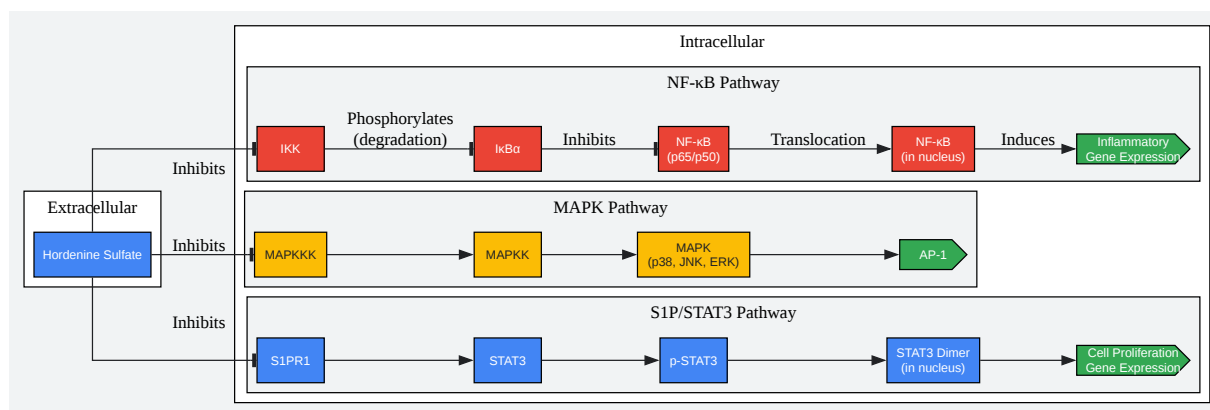 Intracellular
NF-κB Pathway
Phosphorylates
(degradation)
Inhibits
Translocation
Induces
IKK
IκBα
NF-κB
(p65/p50)
NF-κB
(in nucleus)
Inflammatory
Gene Expression
Inhibits
Extracellular
Hordenine Sulfate
Inhibits
MAPK Pathway
MAPKKK
MAPKK
MAPK
(p38, JNK, ERK)
AP-1
Inhibits
S1P/STAT3 Pathway
S1PR1
STAT3
p-STAT3
STAT3 Dimer
(in nucleus)
Cell Proliferation
Gene Expression